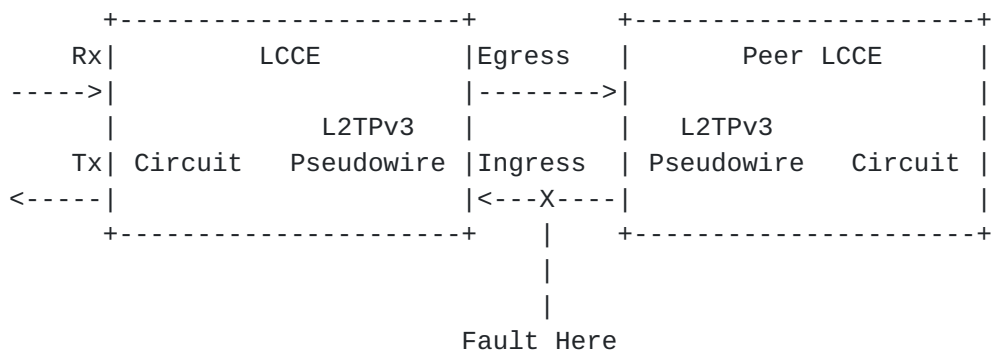 Rx LCCE Egress Peer LCCE
L2TPv3 L2TPv3
Tx Circuit Pseudowire Ingress Pseudowire Circuit
X
Fault Here